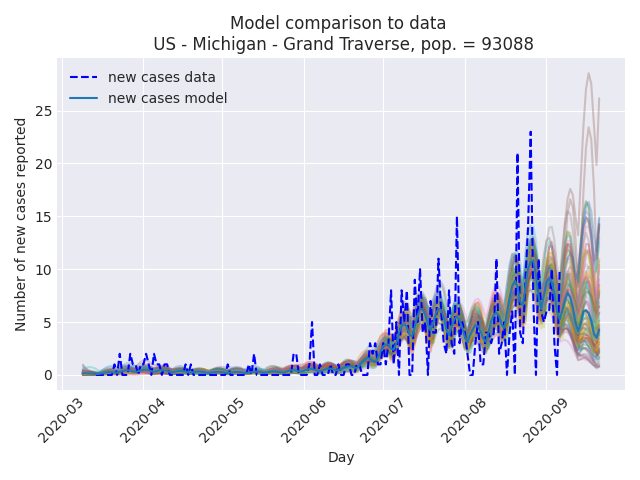 Model comparison to data
US - Michigan - Grand Traverse, pop. = 93088
new cases data
new cases model
Number of new cases reported
25
20
15
10
5
0
2020-03
2020-04
2020-05
2020-06
2020-07
2020-08
2020-09
Day